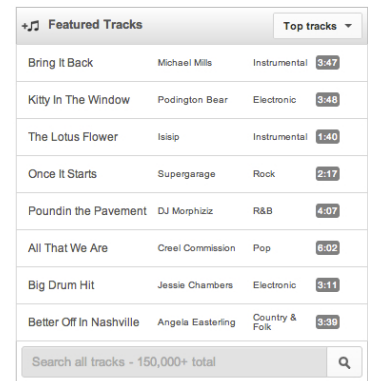 Featured Tracks Top tracks
Bring It Back Michael Mills Instrumental 3:47
Kitty In The Window Podington Bear Electronic 3:48
The Lotus Flower Isisip Instrumental 1:40
Once It Starts Supergarage Rock 2:17
Poundin the Pavement DJ Morphiziz R&B 4:07
All That We Are Creel Commission Pop 6:02
Big Drum Hit Jessie Chambers Electronic 3:11
Better Off In Nashville Angela Easterling Country & Folk 3:39
Search all tracks - 150,000+ total